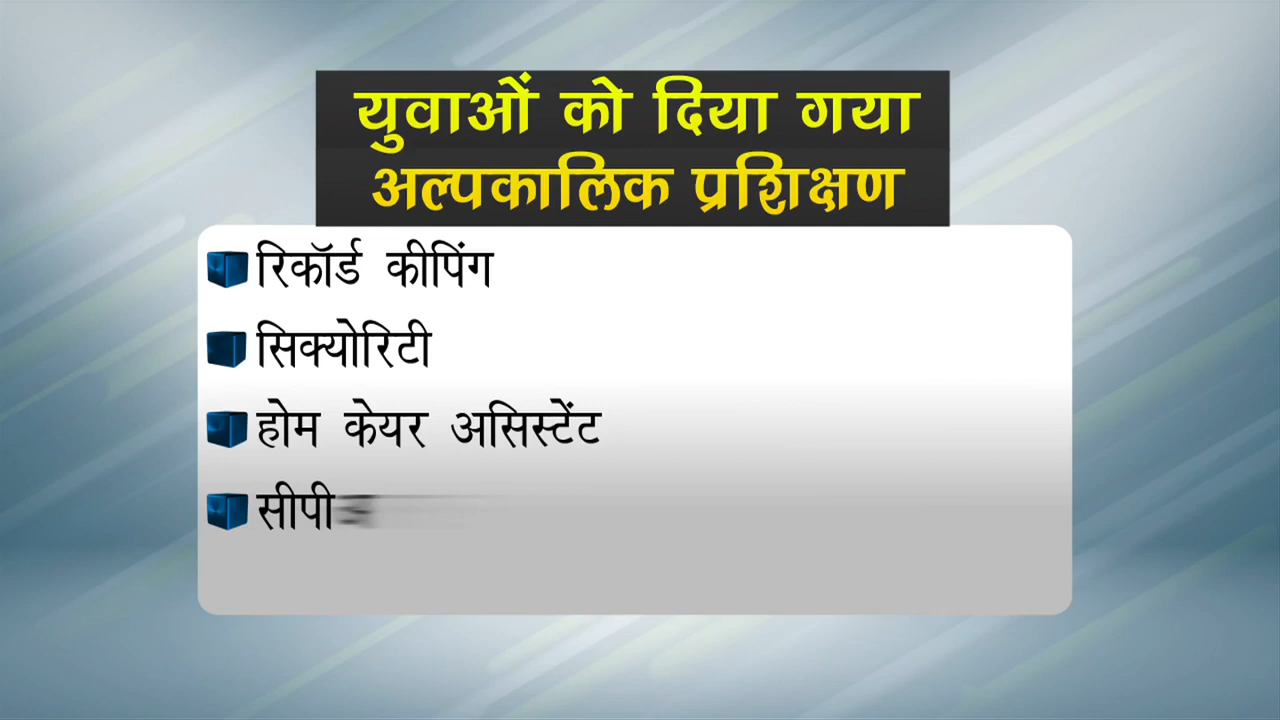 युवाओं को दिया गया
अल्पकालिक प्रशिक्षण
रिकॉर्ड कीपिंग
सिक्योरिटी
होम केयर असिस्टेंट